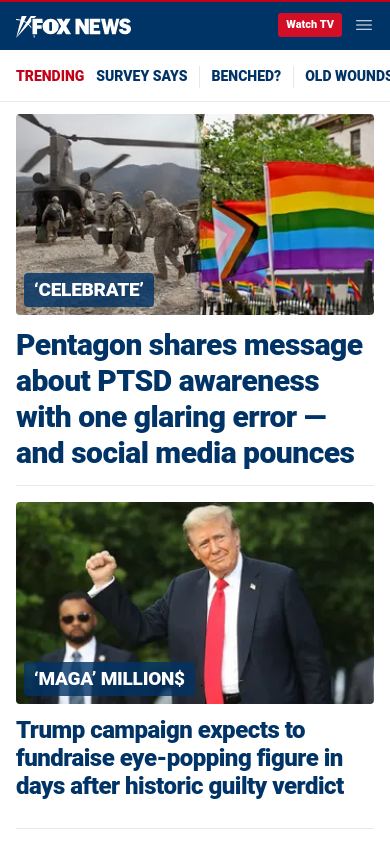 FOX NEWS
Watch TV
TRENDING SURVEY SAYS BENCHED? OLD WOUNDS
‘CELEBRATE’
Pentagon shares message
about PTSD awareness
with one glaring error —
and social media pounces
‘MAGA’ MILLION$
Trump campaign expects to
fundraise eye-popping figure in
days after historic guilty verdict